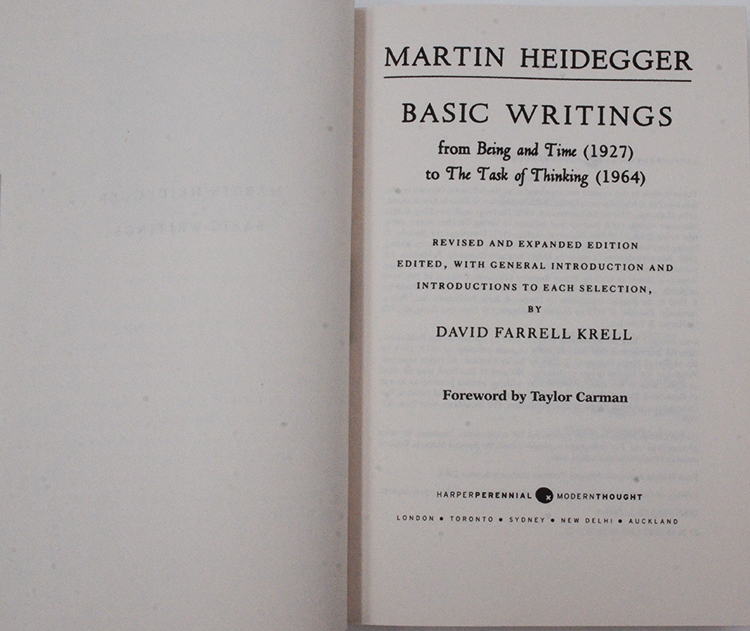 MARTIN HEIDEGGER
BASIC WRITINGS
from Being and Time (1927)
to The Task of Thinking (1964)
REVISED AND EXPANDED EDITION
EDITED, WITH GENERAL INTRODUCTION AND
INTRODUCTIONS TO EACH SELECTION,
BY
DAVID FARRELL KRELL
Foreword by Taylor Carman
HARPERPERENNIAL MODERNTHOUGHT
LONDON • TORONTO • SYDNEY • NEW DELHI • AUCKLAND